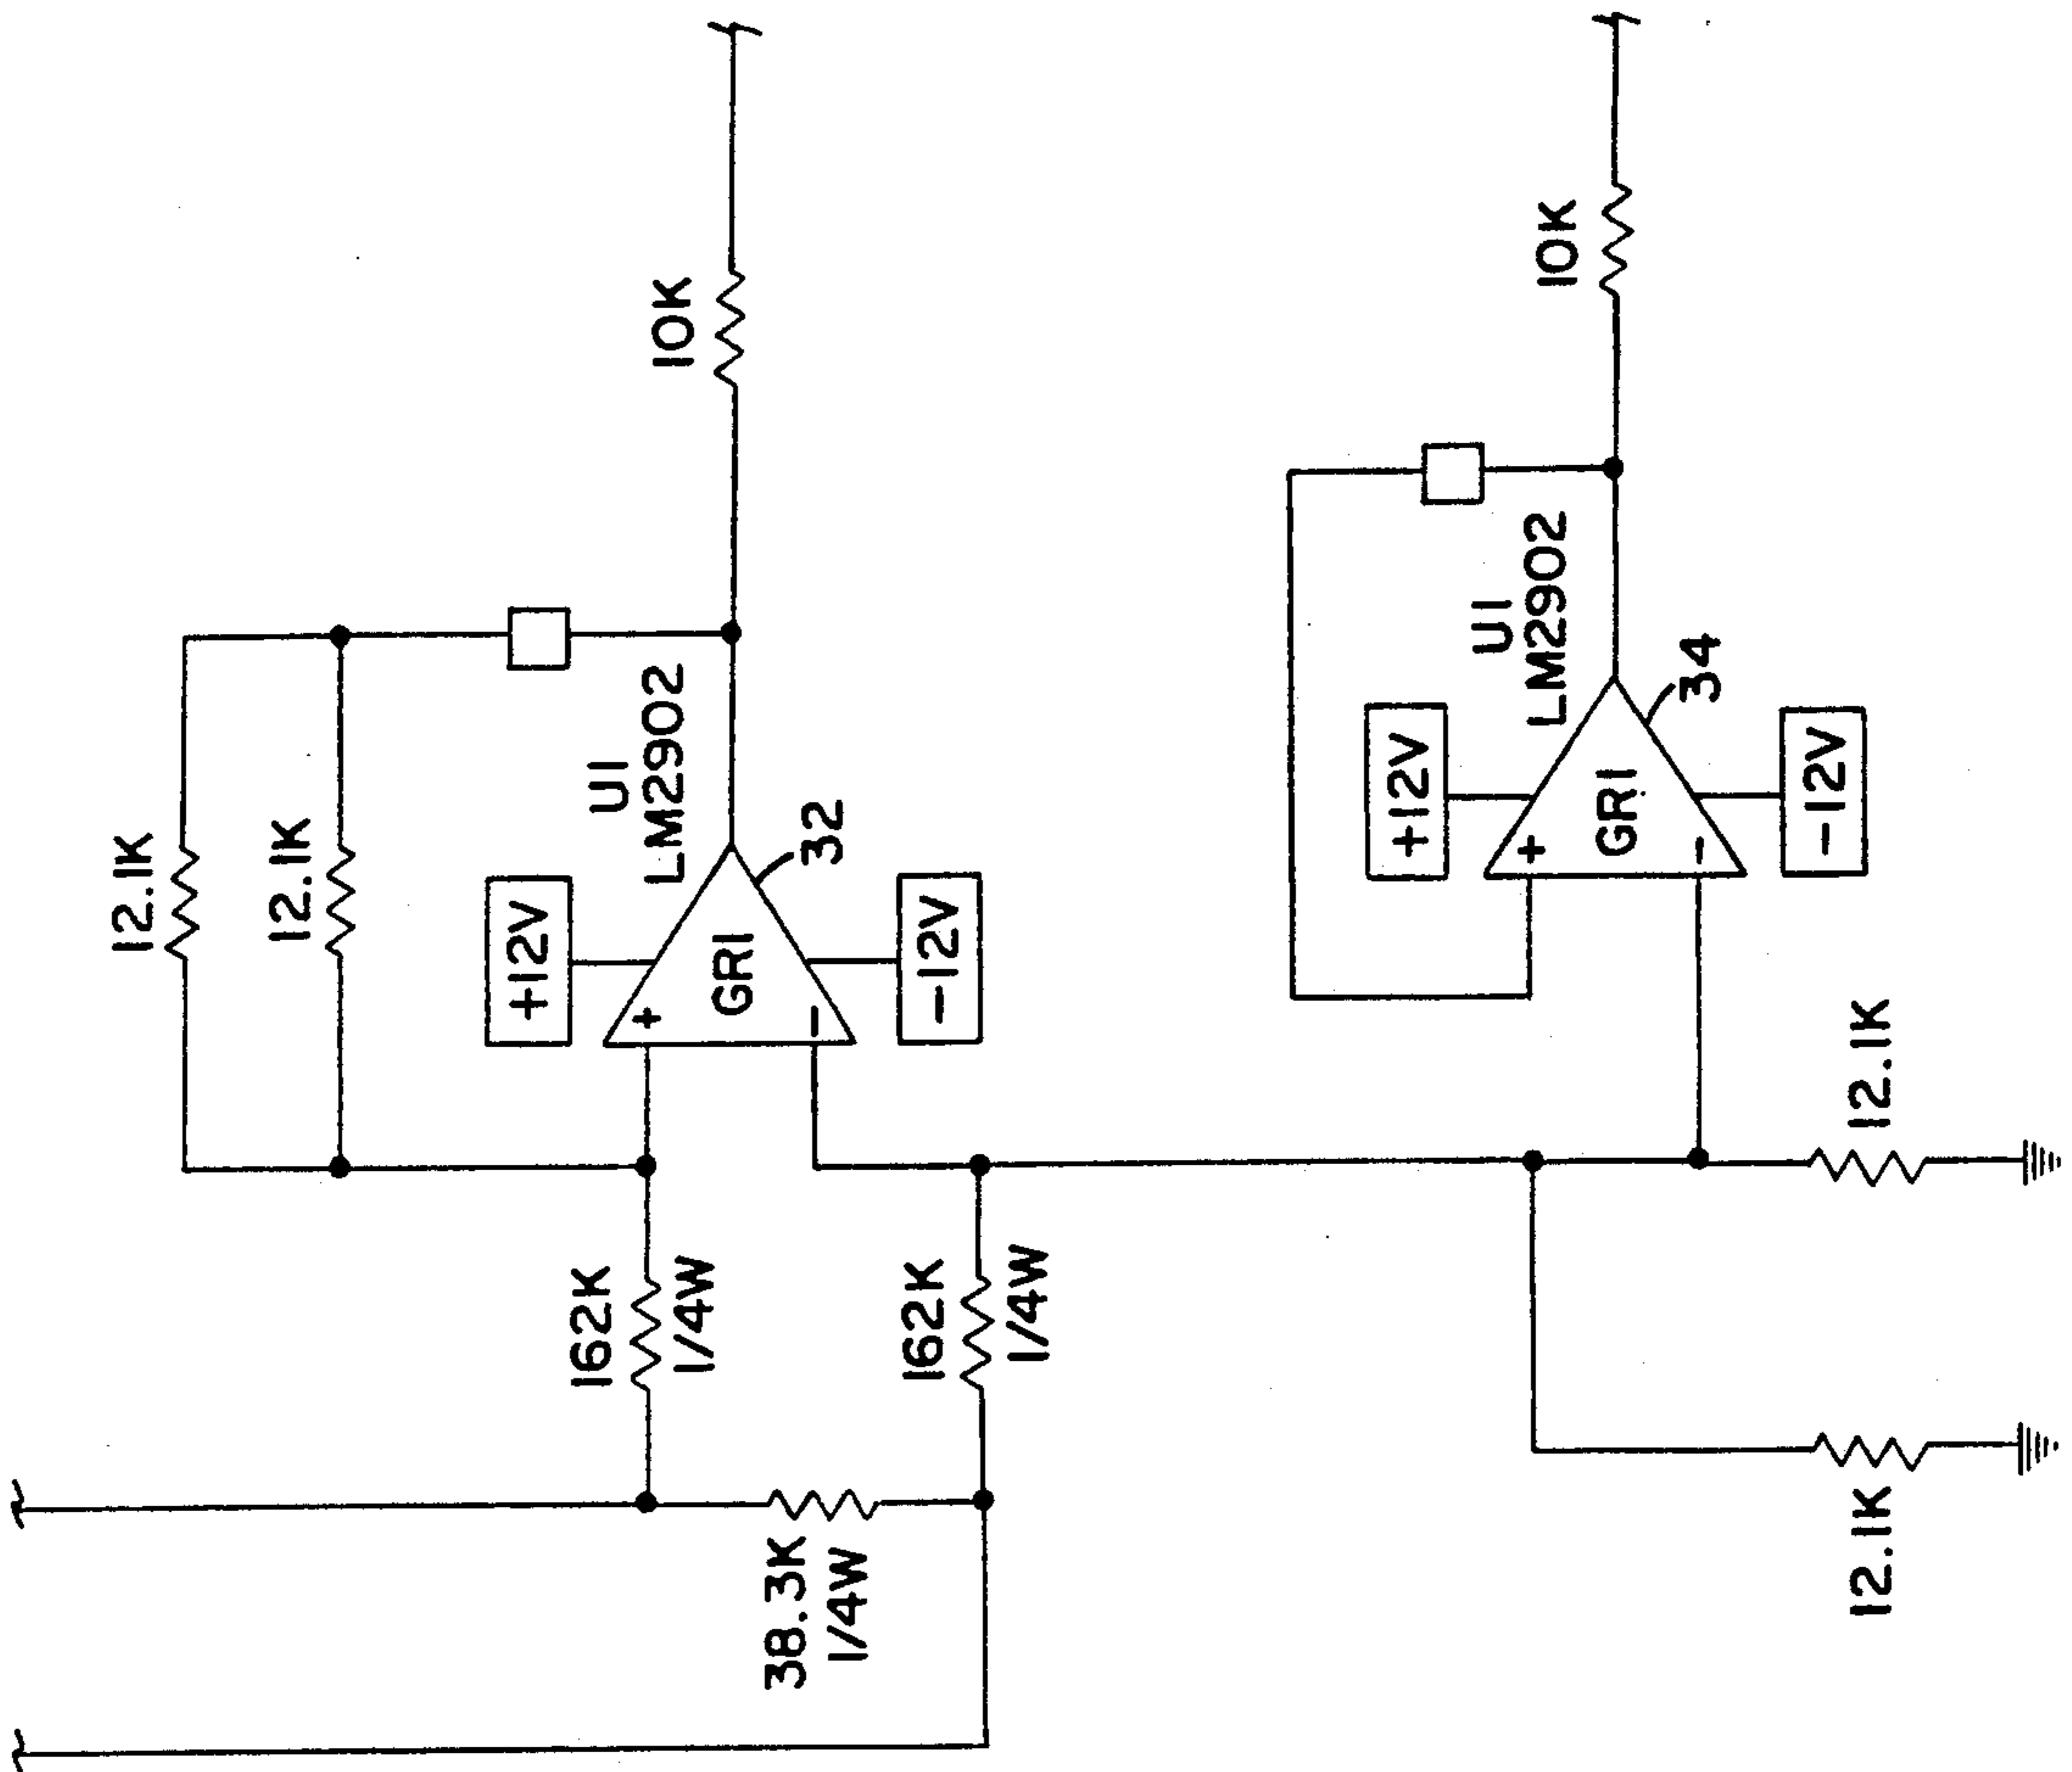 12.1K
12.1K
+12V
U1
LM2902
10K
GR1
+
−
32
−12V
162K
1/4W
162K
1/4W
38.3K
1/4W
+12V
U1
LM2902
10K
GR1
+
−
34
−12V
12.1K
12.1K